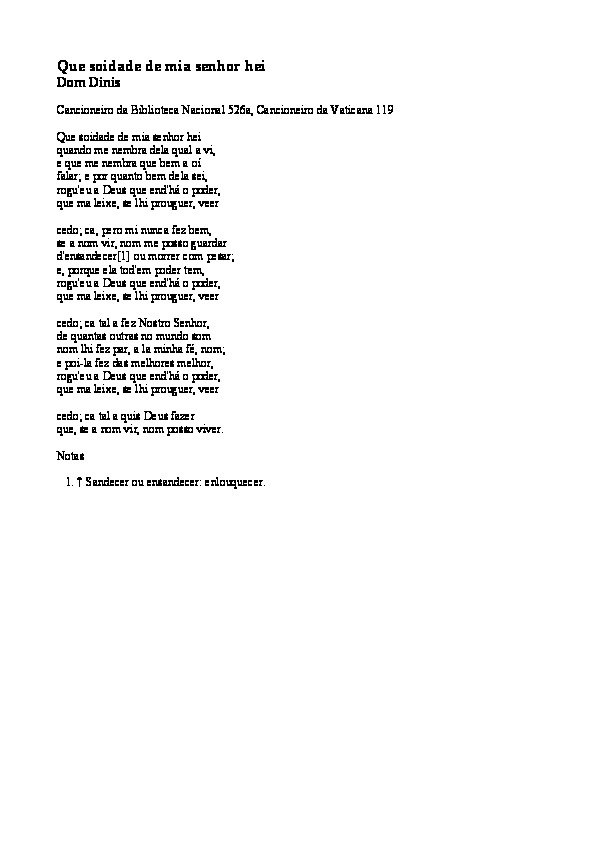 Que soidade de mia senhor hei
Dom Dinis
Cancioneiro da Biblioteca Nacional 526a, Cancioneiro da Vaticana 119
Que soidade de mia senhor hei
quando me nembra dela qual a vi,
e que me nembra que bem a oí
falar; e por quanto bem dela sei,
rogu'eu a Deus que end'há o poder,
que ma leixe, se lhi prouguer, veer
cedo; ca, pero mi nunca fez bem,
se a nom vir, nom me posso guardar
d'ensandecer[1] ou morrer com pesar;
e, porque ela tod'em poder tem,
rogu'eu a Deus que end'há o poder,
que ma leixe, se lhi prouguer, veer
cedo; ca tal a fez Nostro Senhor,
de quantas outras no mundo som
nom lhi fez par, a la minha fé, nom;
e poi-la fez das melhores melhor,
rogu'eu a Deus que end'há o poder,
que ma leixe, se lhi prouguer, veer
cedo; ca tal a quis Deus fazer
que, se a nom vir, nom posso viver.
Notas
1. ↑ Sandecer ou ensandecer: enlouquecer.